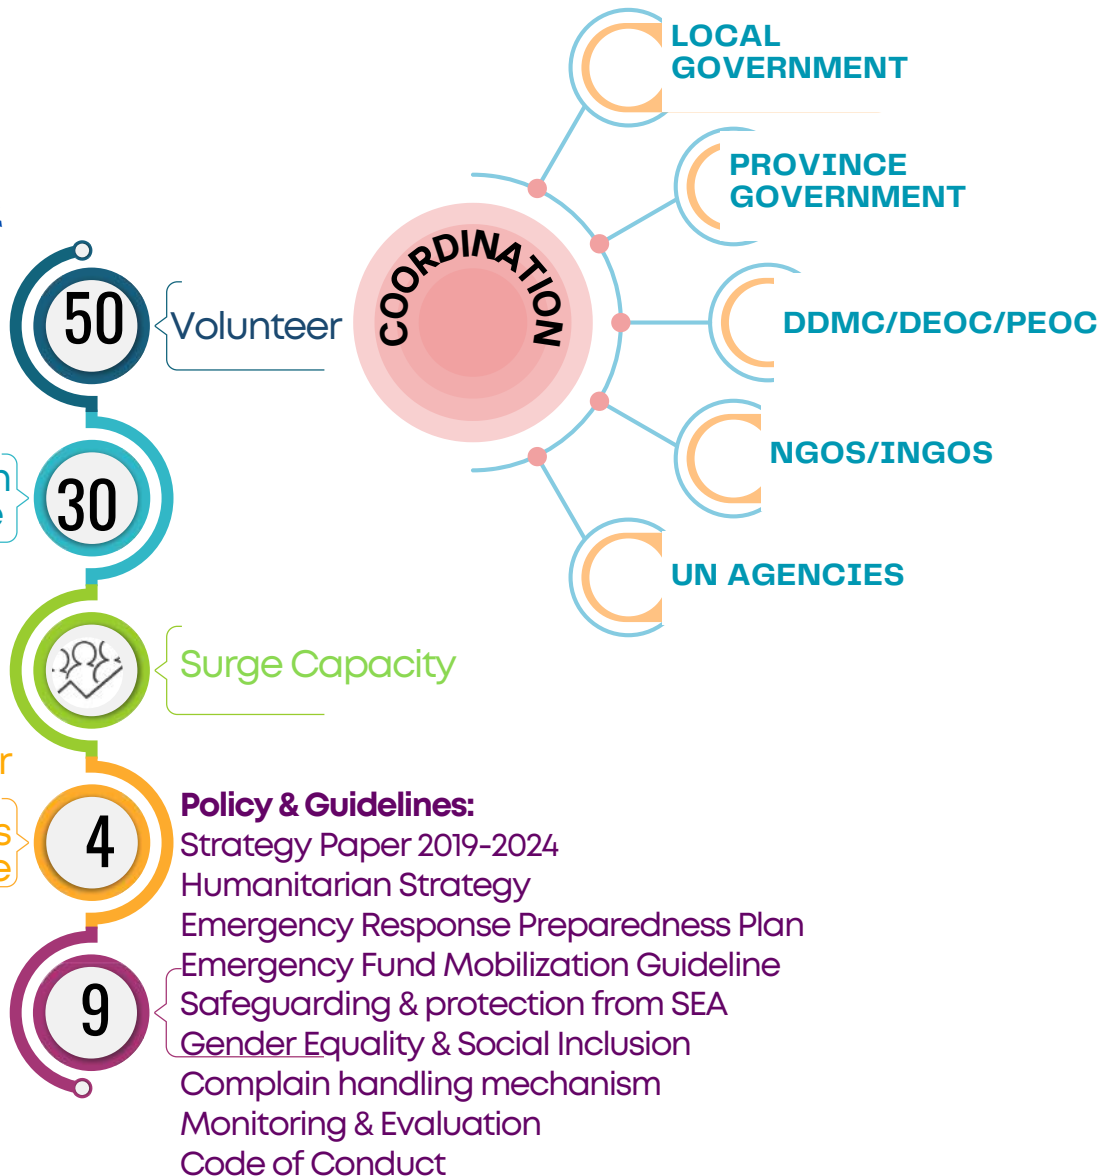 LOCAL
GOVERNMENT
PROVINCE
GOVERNMENT
COORDINATION
DDMC/DEOC/PEOC
NGOS/INGOS
UN AGENCIES
50
Volunteer
30
Surge Capacity
4
9
Policy & Guidelines:
Strategy Paper 2019-2024
Humanitarian Strategy
Emergency Response Preparedness Plan
Emergency Fund Mobilization Guideline
Safeguarding & protection from SEA
Gender Equality & Social Inclusion
Complain handling mechanism
Monitoring & Evaluation
Code of Conduct